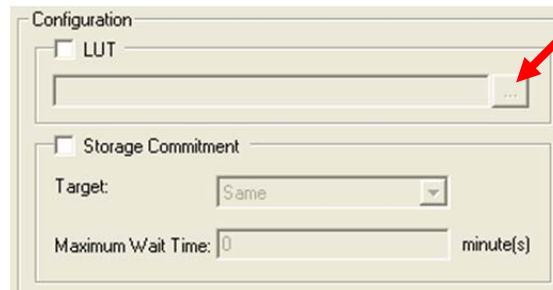 Configuration
LUT
...
Storage Commitment
Target: Same
Maximum Wait Time: 0 minute(s)